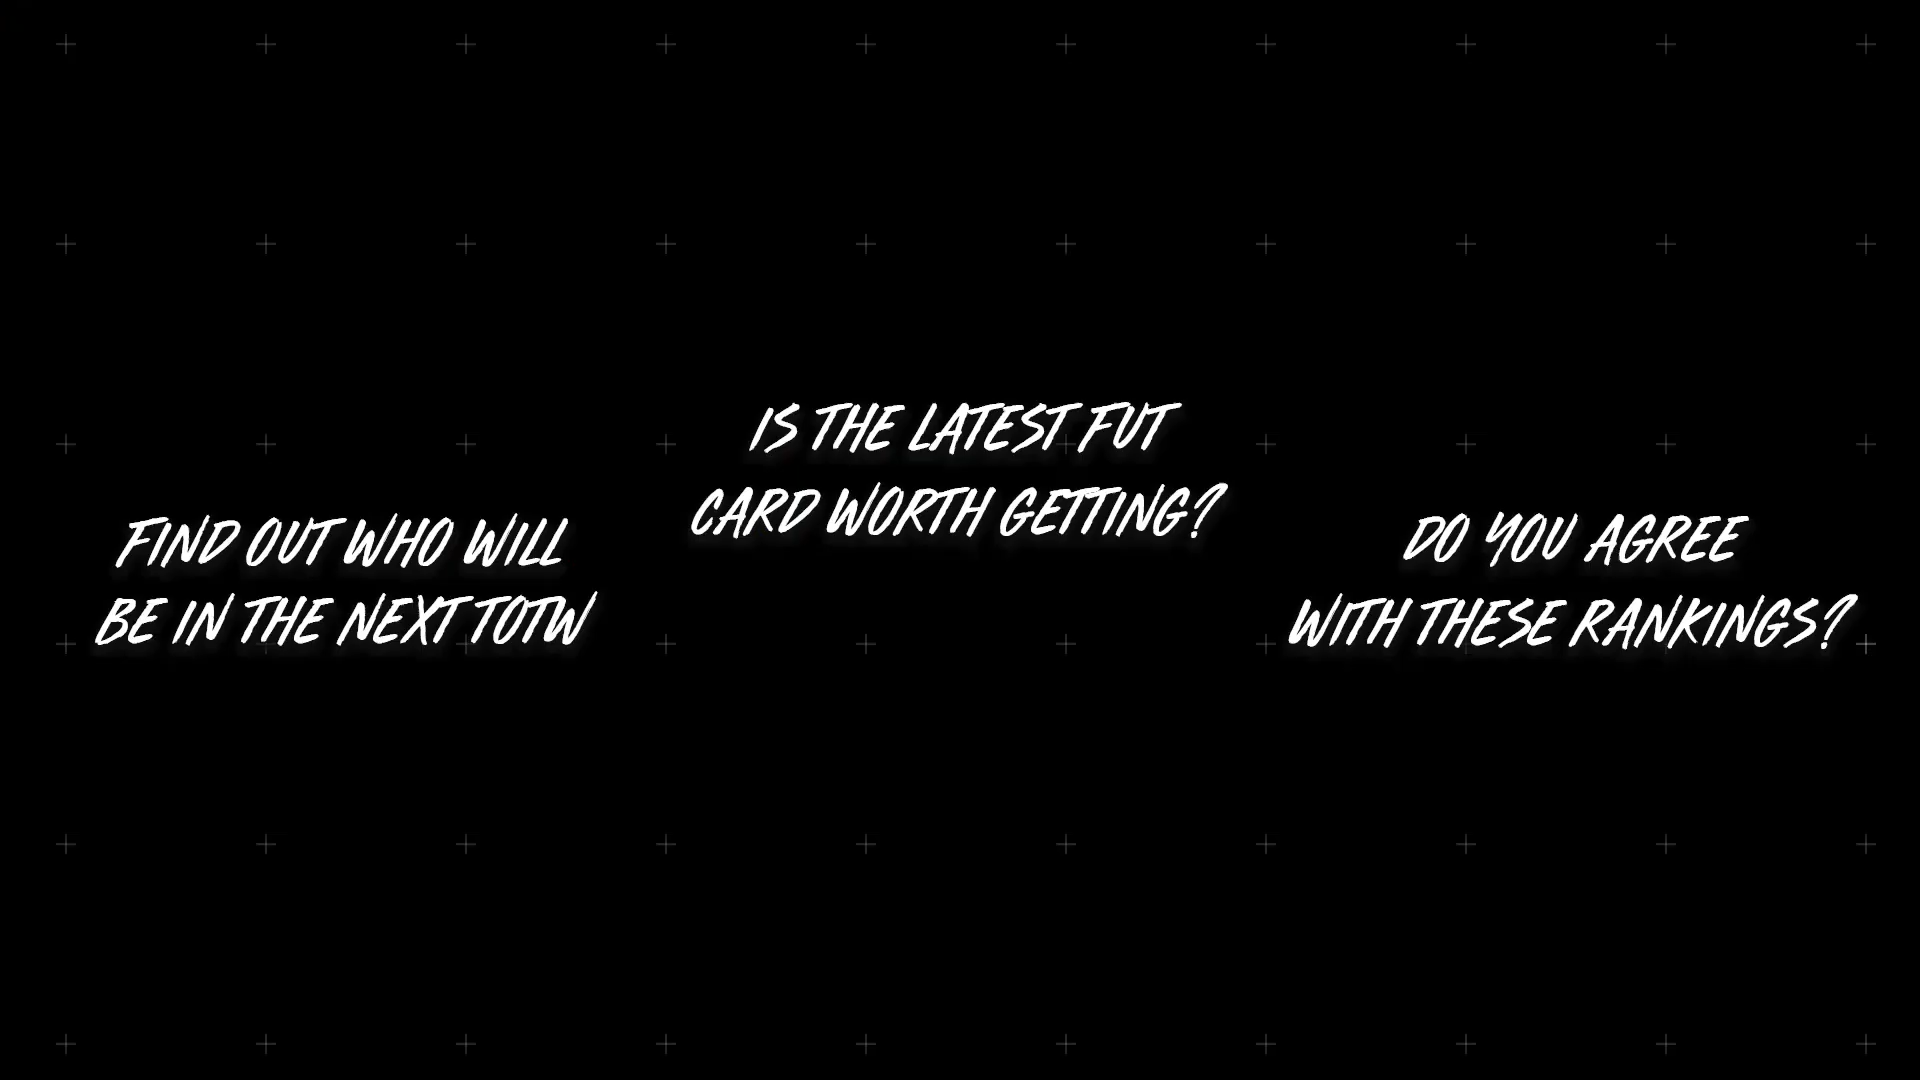 FIND OUT WHO WILL
BE IN THE NEXT TOTW
IS THE LATEST FUT
CARD WORTH GETTING?
DO YOU AGREE
WITH THESE RANKINGS?